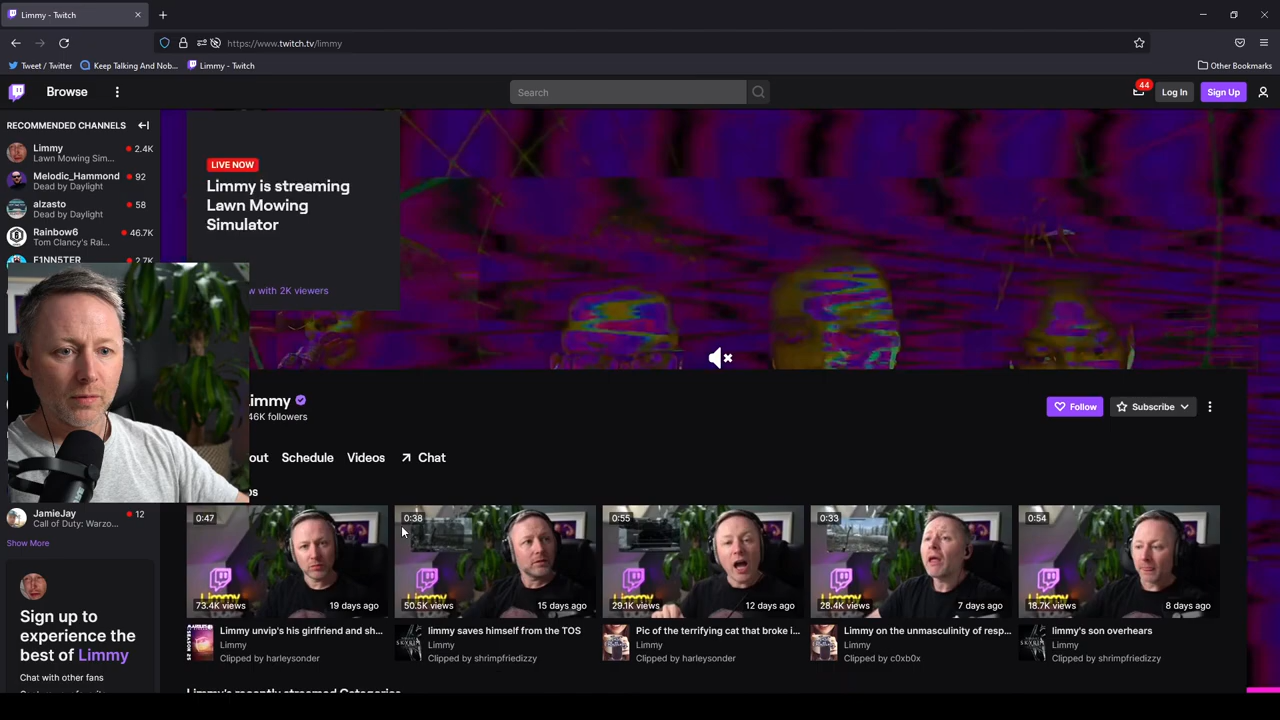 Limmy - Twitch
https://www.twitch.tv/limmy
Tweet / Twitter
Keep Talking And Nob...
Limmy - Twitch
Other Bookmarks
Browse
Search
44
Log In
Sign Up
RECOMMENDED CHANNELS
Limmy
2.4K
Lawn Mowing Sim...
Melodic_Hammond
92
Dead by Daylight
alzasto
58
Dead by Daylight
Rainbow6
46.7K
Tom Clancy's Rai...
F1NN5TER
2.7K
JamieJay
12
Call of Duty: Warzo...
Show More
Sign up to
experience the
best of Limmy
Chat with other fans
LIVE NOW
Limmy is streaming
Lawn Mowing
Simulator
w with 2K viewers
immy
46K followers
Follow
Subscribe
out
Schedule
Videos
Chat
os
0:47
73.4K views
19 days ago
Limmy unvip's his girlfriend and sh...
Limmy
Clipped by harleysonder
0:38
50.5K views
15 days ago
limmy saves himself from the TOS
Limmy
Clipped by shrimpfriedizzy
0:55
29.1K views
12 days ago
Pic of the terrifying cat that broke i...
Limmy
Clipped by harleysonder
0:33
28.4K views
7 days ago
Limmy on the unmasculinity of resp...
Limmy
Clipped by c0xb0x
0:54
18.7K views
8 days ago
limmy's son overhears
Limmy
Clipped by shrimpfriedizzy
Limmy's recently streamed Categories